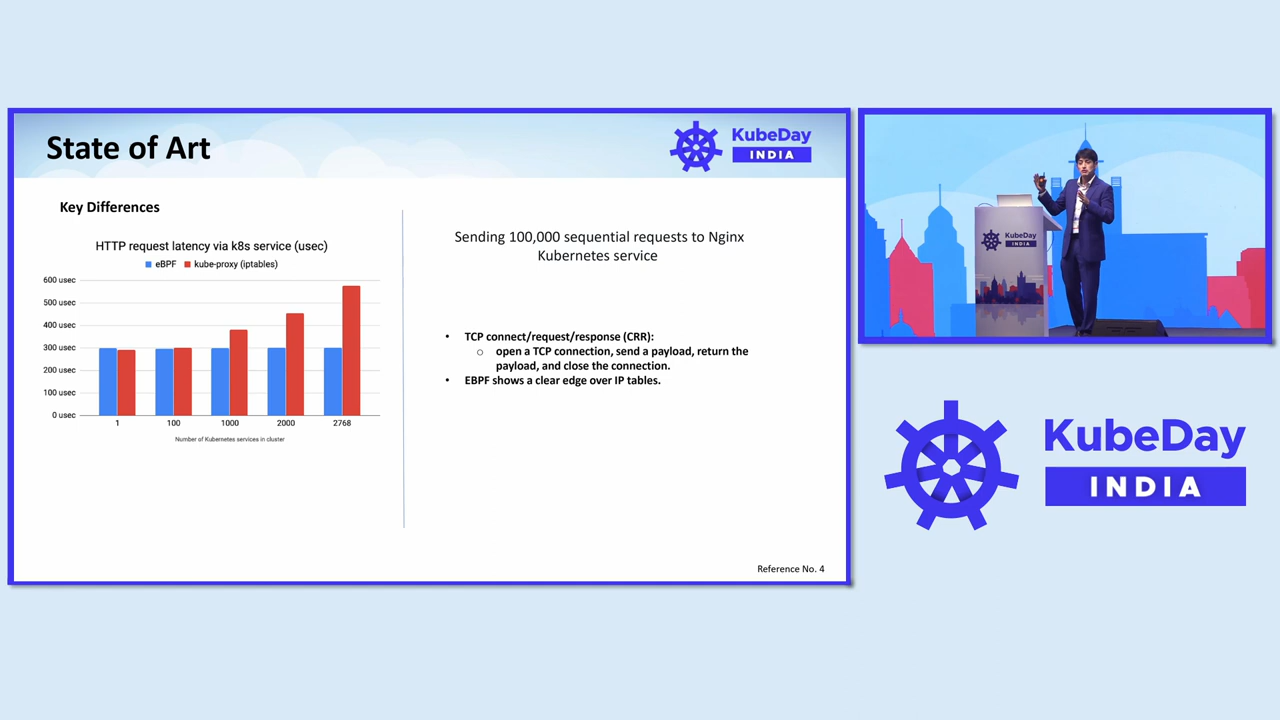 State of Art
KubeDay
INDIA
Key Differences
HTTP request latency via k8s service (usec)
eBPF
kube-proxy (iptables)
600 usec
500 usec
400 usec
300 usec
200 usec
100 usec
0 usec
1
100
1000
2000
2768
Number of Kubernetes services in cluster
Sending 100,000 sequential requests to Nginx
Kubernetes service
• TCP connect/request/response (CRR):
○ open a TCP connection, send a payload, return the
payload, and close the connection.
• EBPF shows a clear edge over IP tables.
Reference No. 4
KubeDay
INDIA
KubeDay
INDIA